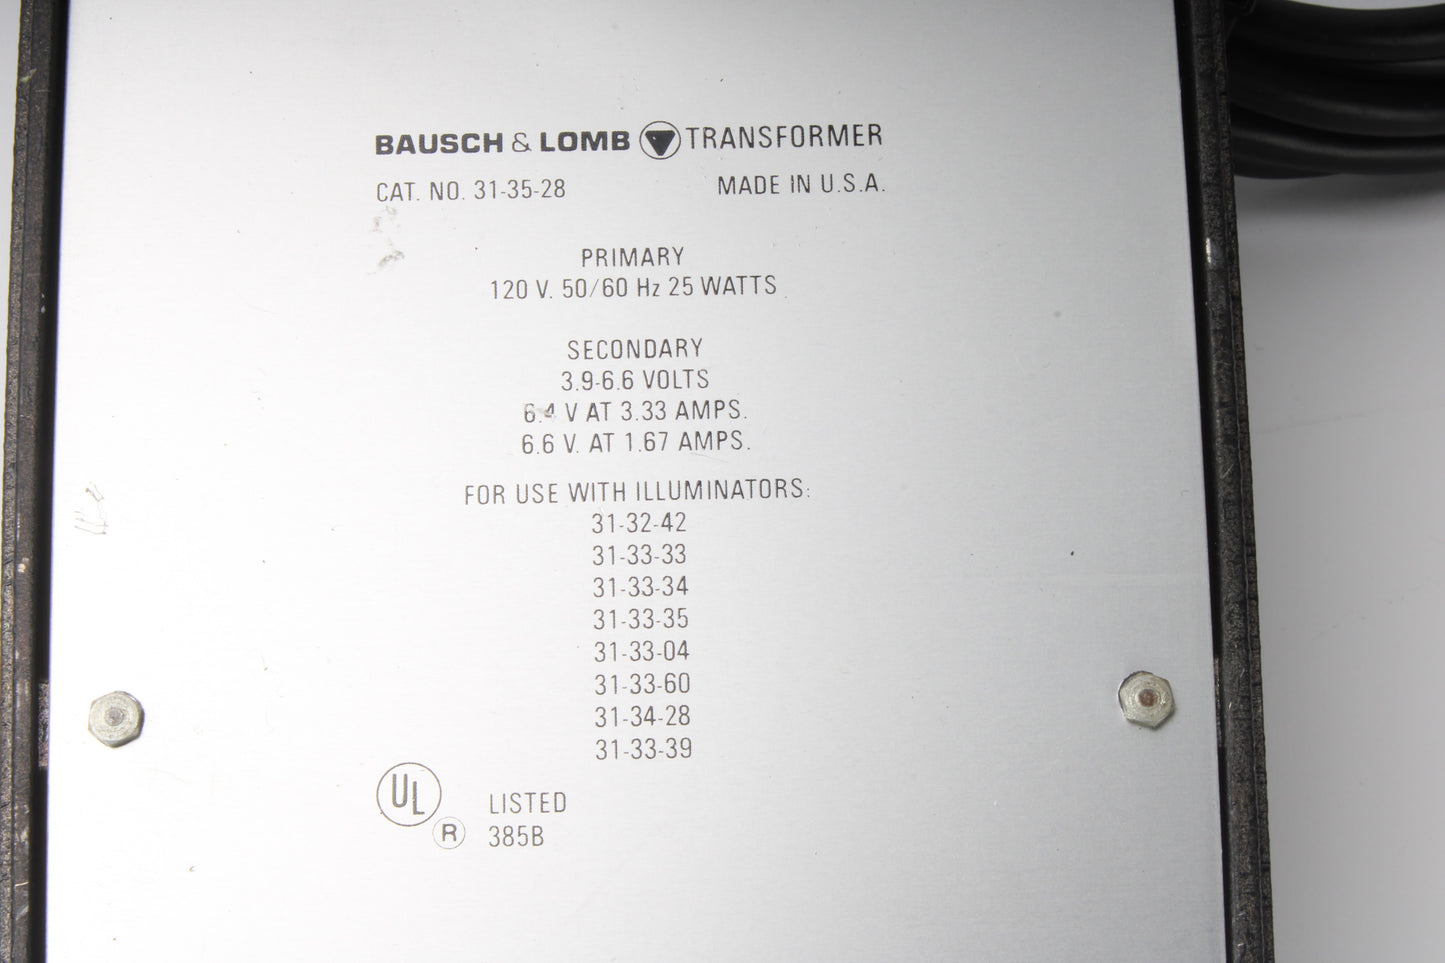 BAUSCH & LOMB TRANSFORMER
CAT. NO. 31-35-28 MADE IN U.S.A.
PRIMARY
120 V. 50/60 Hz 25 WATTS
SECONDARY
3.9-6.6 VOLTS
6.4 V AT 3.33 AMPS.
6.6 V. AT 1.67 AMPS.
FOR USE WITH ILLUMINATORS:
31-32-42
31-33-33
31-33-34
31-33-35
31-33-04
31-33-60
31-34-28
31-33-39
UL ® LISTED
385B